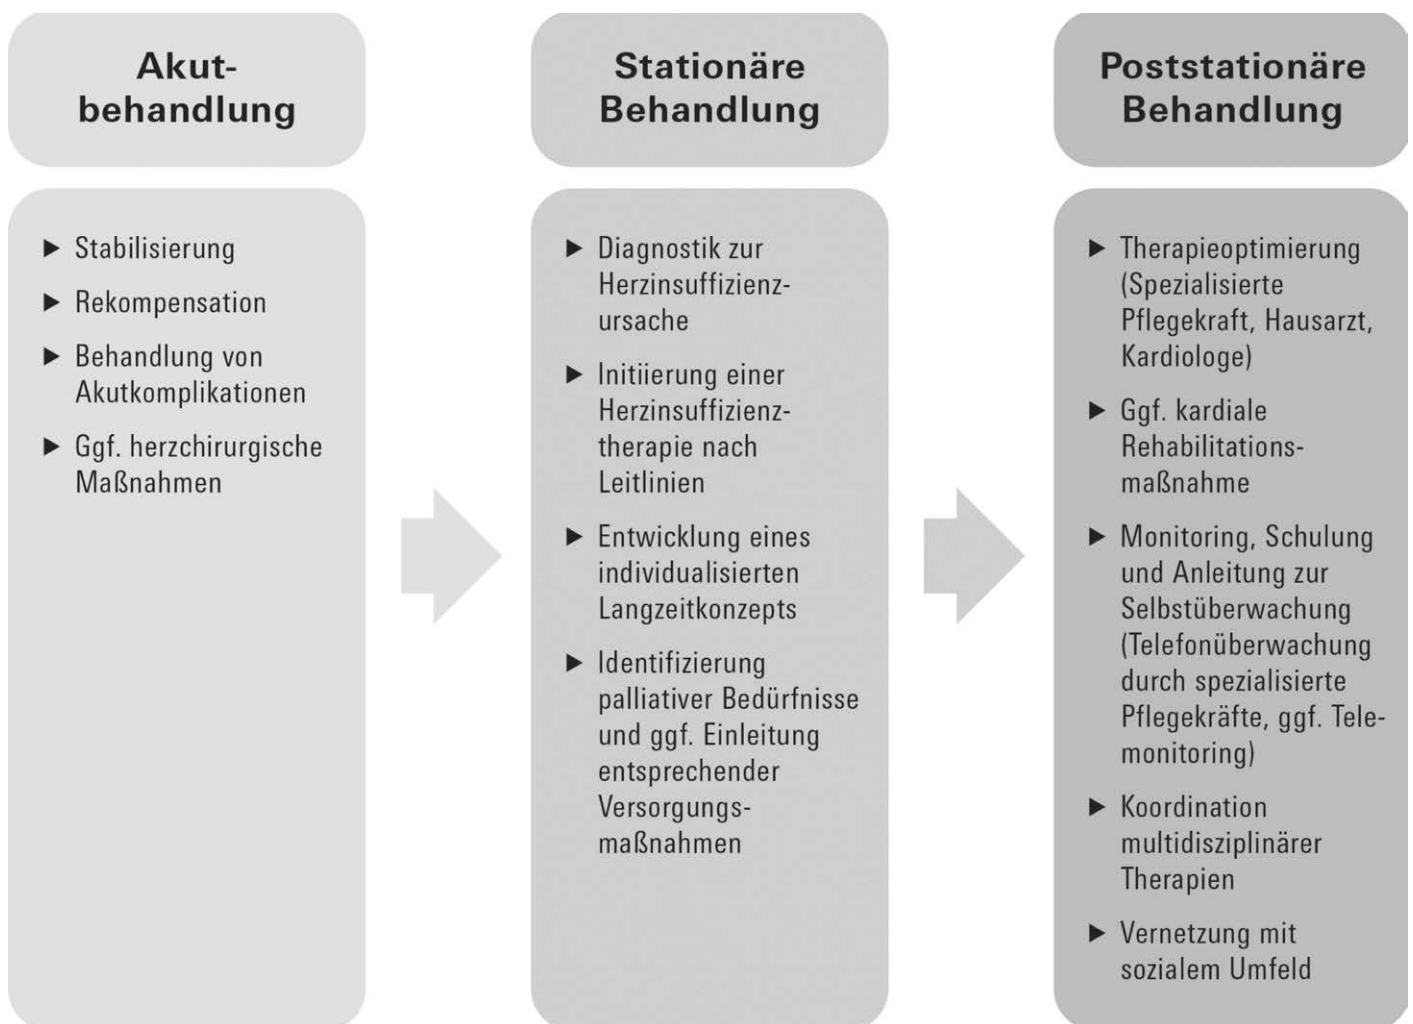 Akut-
behandlung
► Stabilisierung
► Rekompensation
► Behandlung von
Akutkomplikationen
► Ggf. herzchirurgische
Maßnahmen
Stationäre
Behandlung
► Diagnostik zur
Herzinsuffizienz-
ursache
► Initiierung einer
Herzinsuffizienz-
therapie nach
Leitlinien
► Entwicklung eines
individualisierten
Langzeitkonzepts
► Identifizierung
palliativer Bedürfnisse
und ggf. Einleitung
entsprechender
Versorgungs-
maßnahmen
Poststationäre
Behandlung
► Therapieoptimierung
(Spezialisierte
Pflegekraft, Hausarzt,
Kardiologe)
► Ggf. kardiale
Rehabilitations-
maßnahme
► Monitoring, Schulung
und Anleitung zur
Selbstüberwachung
(Telefonüberwachung
durch spezialisierte
Pflegekräfte, ggf. Tele-
monitoring)
► Koordination
multidisziplinärer
Therapien
► Vernetzung mit
sozialem Umfeld